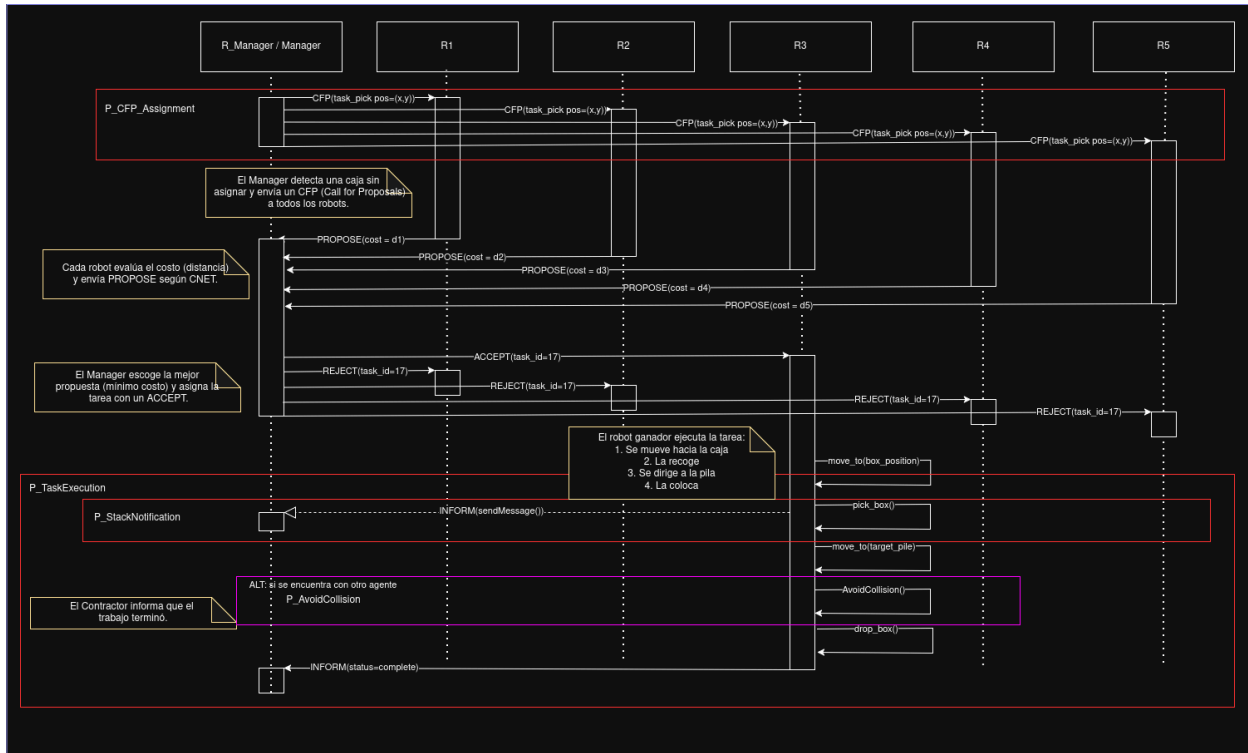 R_Manager / Manager
R1
R2
R3
R4
R5
P_CFP_Assignment
CFP(task_pick pos=(x,y))
CFP(task_pick pos=(x,y))
CFP(task_pick pos=(x,y))
CFP(task_pick pos=(x,y))
CFP(task_pick pos=(x,y))
El Manager detecta una caja sin
asignar y envía un CFP (Call for Proposals)
a todos los robots.
PROPOSE(cost = d1)
PROPOSE(cost = d2)
Cada robot evalúa el costo (distancia)
y envía PROPOSE según CNET.
PROPOSE(cost = d3)
PROPOSE(cost = d4)
PROPOSE(cost = d5)
ACCEPT(task_id=17)
El Manager escoge la mejor
propuesta (mínimo costo) y asigna la
tarea con un ACCEPT.
REJECT(task_id=17)
REJECT(task_id=17)
REJECT(task_id=17)
REJECT(task_id=17)
El robot ganador ejecuta la tarea:
1. Se mueve hacia la caja
2. La recoge
3. Se dirige a la pila
4. La coloca
move_to(box_position)
P_TaskExecution
P_StackNotification
INFORM(sendMessage())
pick_box()
move_to(target_pile)
ALT: si se encuentra con otro agente
P_AvoidCollision
AvoidCollision()
El Contractor informa que el
trabajo terminó.
drop_box()
INFORM(status=complete)